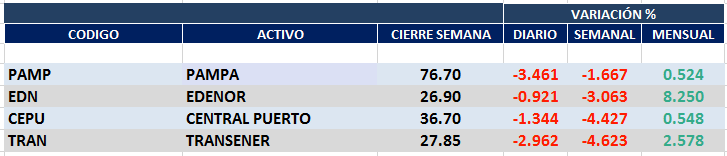 VARIACIÓN %
CODIGO ACTIVO CIERRE SEMANA DIARIO SEMANAL MENSUAL
PAMP PAMPA 76.70 -3.461 -1.667 0.524
EDN EDENOR 26.90 -0.921 -3.063 8.250
CEPU CENTRAL PUERTO 36.70 -1.344 -4.427 0.548
TRAN TRANSENER 27.85 -2.962 -4.623 2.578